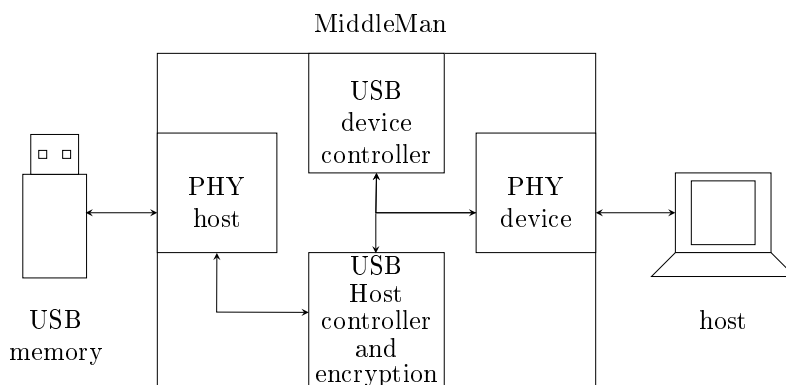 MiddleMan
USB
device
controller
PHY
host
PHY
device
USB
Host
controller
and
encryption
USB
memory
host